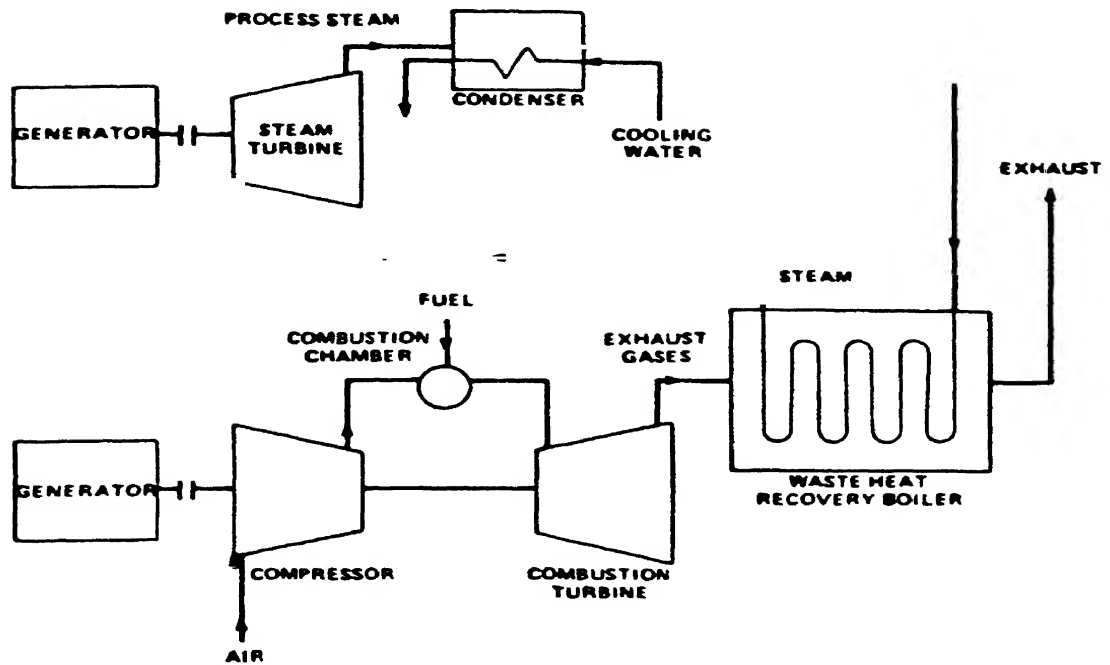 PROCESS STEAM
CONDENSER
GENERATOR
STEAM
TURBINE
COOLING
WATER
EXHAUST
STEAM
FUEL
COMBUSTION
CHAMBER
EXHAUST
GASES
GENERATOR
WASTE HEAT
RECOVERY BOILER
COMPRESSOR
COMBUSTION
TURBINE
AIR